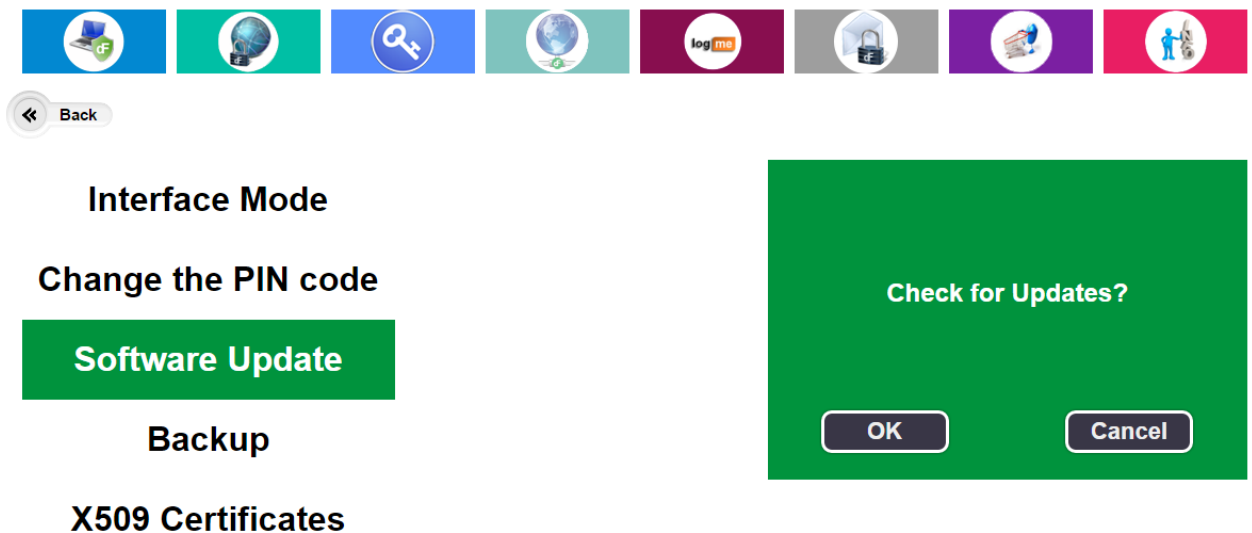 log me
Back
Interface Mode
Change the PIN code
Check for Updates?
Software Update
OK
Cancel
Backup
X509 Certificates